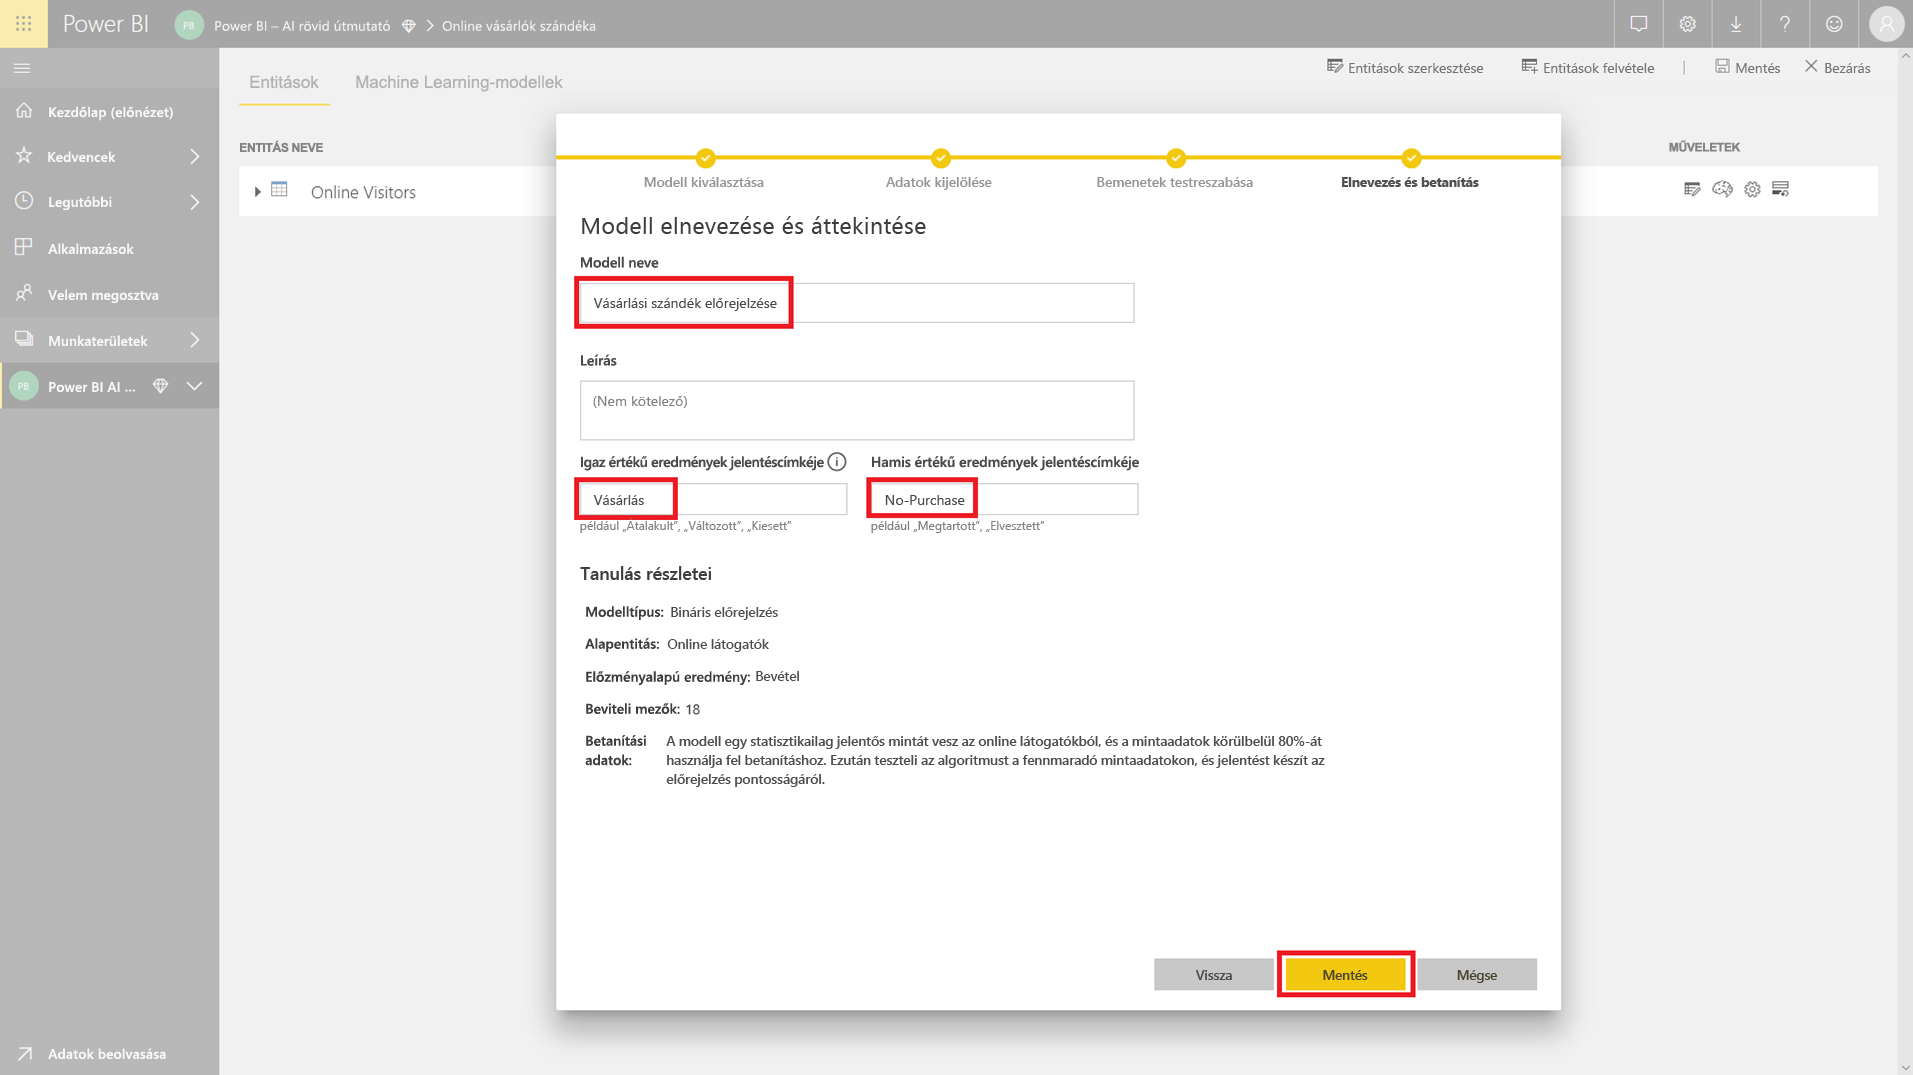 Power BI
PB
Power BI – AI rövid útmutató
Online vásárlók szándéka
Kezdőlap (előnézet)
Kedvencek
Legutóbbi
Alkalmazások
Velem megosztva
Munkaterületek
PB
Power BI AI ...
Adatok beolvasása
Entitások
Machine Learning-modellek
Entitások szerkesztése
Entitások felvétele
|
Mentés
Bezárás
ENTITÁS NEVE
MŰVELETEK
Online Visitors
Modell kiválasztása
Adatok kijelölése
Bemenetek testreszabása
Elnevezés és betanítás
Modell elnevezése és áttekintése
Modell neve
Vásárlási szándék előrejelzése
Leírás
(Nem kötelező)
Igaz értékű eredmények jelentéscímkéje
Hamis értékű eredmények jelentéscímkéje
Vásárlás
No-Purchase
például „Átalakult”, „Változott”, „Kiesett”
például „Megtartott”, „Elvesztett”
Tanulás részletei
Modelltípus: Bináris előrejelzés
Alapentitás: Online látogatók
Előzményalapú eredmény: Bevétel
Beviteli mezők: 18
Betanítási adatok: A modell egy statisztikailag jelentős mintát vesz az online látogatókból, és a mintaadatok körülbelül 80%-át
használja fel betanításhoz. Ezután teszteli az algoritmust a fennmaradó mintaadatokon, és jelentést készít az
előrejelzés pontosságáról.
Vissza
Mentés
Mégse